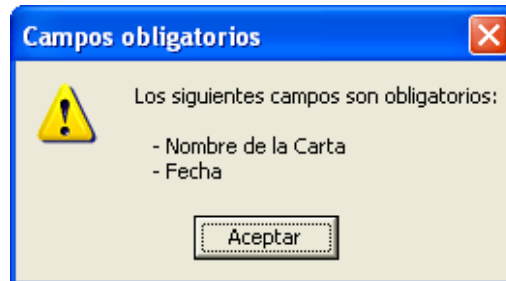 Campos obligatorios
Los siguientes campos son obligatorios:
- Nombre de la Carta
- Fecha
Aceptar